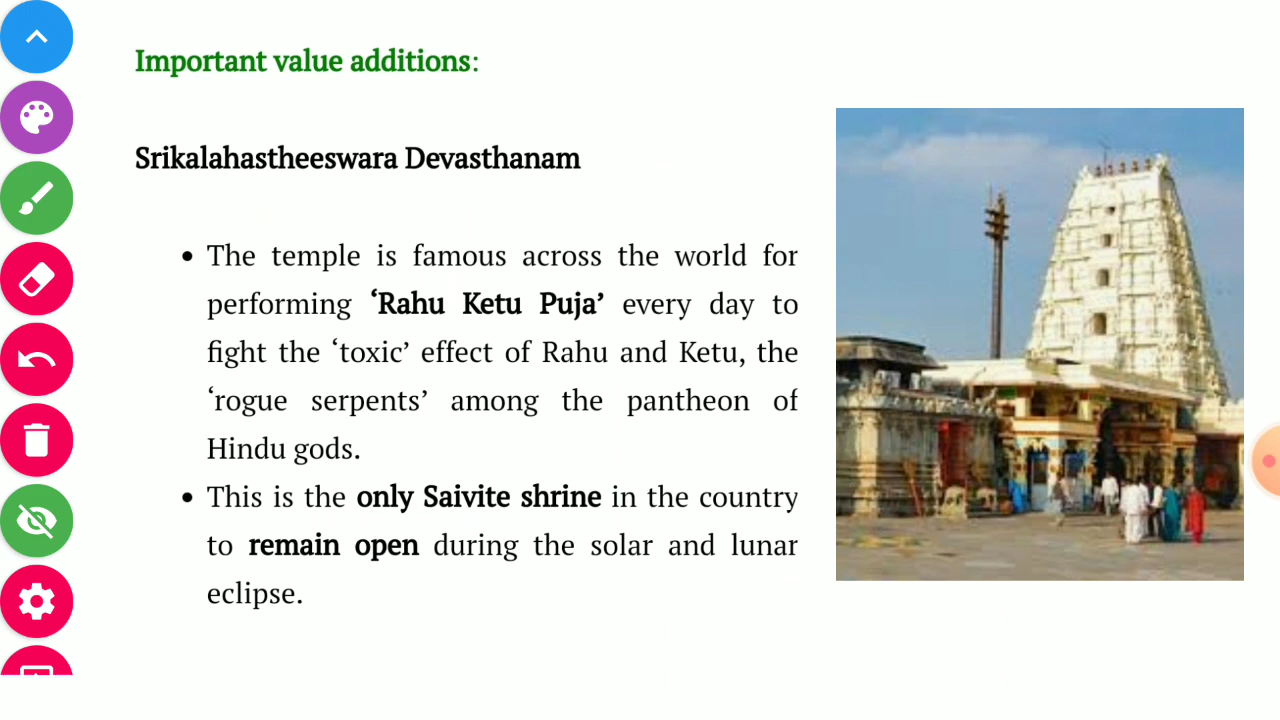 Important value additions:
Srikalahastheeswara Devasthanam
• The temple is famous across the world for
performing ‘Rahu Ketu Puja’ every day to
fight the ‘toxic’ effect of Rahu and Ketu, the
‘rogue serpents’ among the pantheon of
Hindu gods.
• This is the only Saivite shrine in the country
to remain open during the solar and lunar
eclipse.